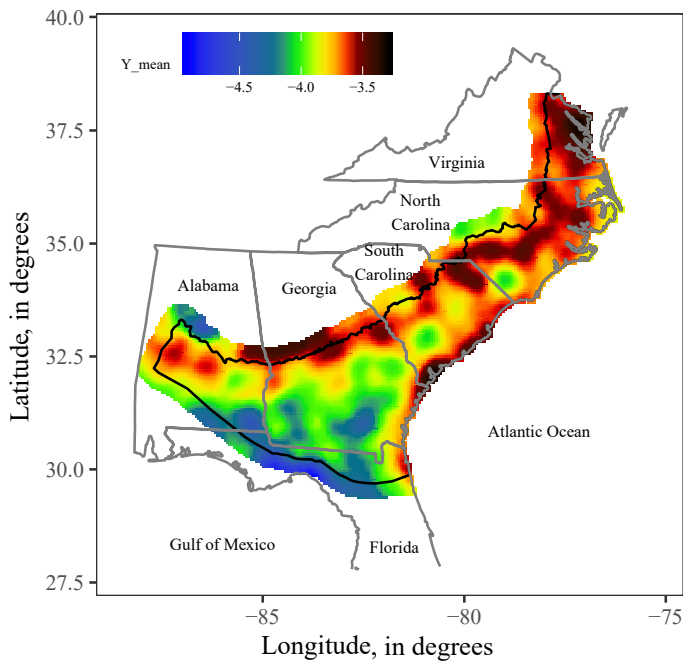 40.0
Y_mean
−4.5 −4.0 −3.5
37.5
Virginia
North
Carolina
35.0
South
Carolina
Alabama
Georgia
Latitude, in degrees
32.5
Atlantic Ocean
30.0
Gulf of Mexico
Florida
27.5
−85 −80 −75
Longitude, in degrees